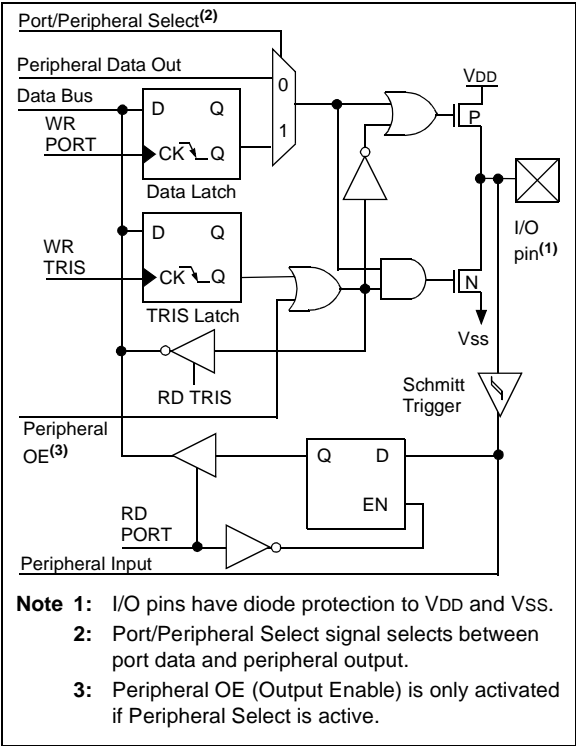 Port/Peripheral Select(2)
Peripheral Data Out
Data Bus
WR
PORT
D Q
CK Q
Data Latch
0
1
VDD
P
I/O
pin(1)
WR
TRIS
D Q
CK Q
TRIS Latch
N
Vss
RD TRIS
Schmitt
Trigger
Peripheral
OE(3)
Q D
EN
RD
PORT
Peripheral Input
Note 1: I/O pins have diode protection to VDD and VSS.
2: Port/Peripheral Select signal selects between
port data and peripheral output.
3: Peripheral OE (Output Enable) is only activated
if Peripheral Select is active.